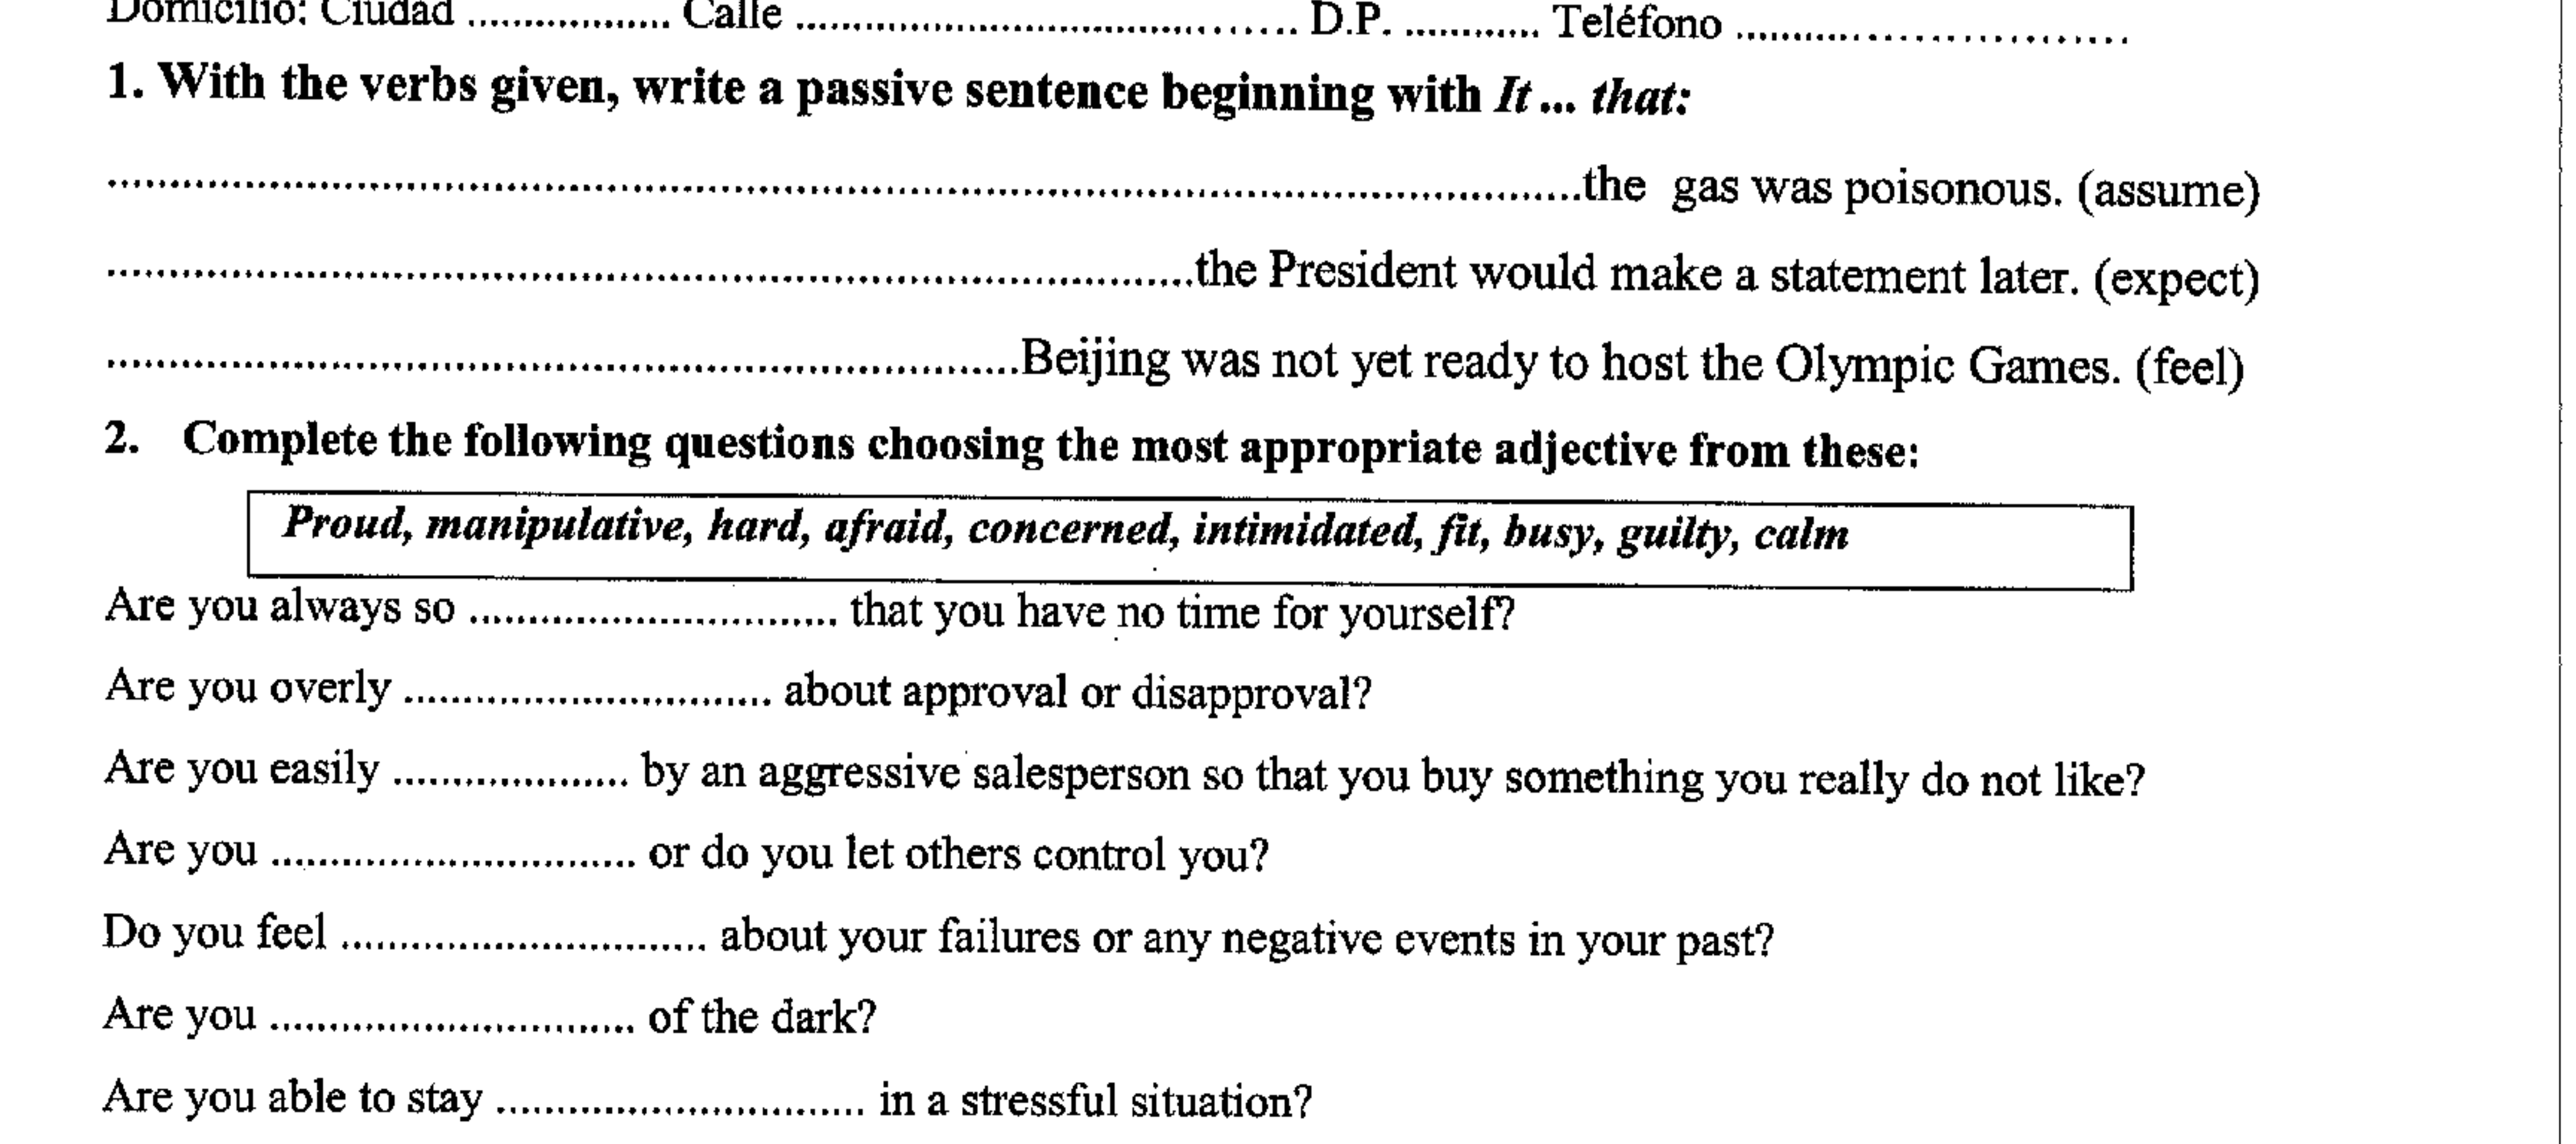 Domicilio: Ciudad .................. Calle ............................................. D.P. ............ Teléfono ..................................
1. With the verbs given, write a passive sentence beginning with It ... that:
..............................................................................................................................the gas was poisonous. (assume)
.............................................................................................the President would make a statement later. (expect)
..............................................................................Beijing was not yet ready to host the Olympic Games. (feel)
2. Complete the following questions choosing the most appropriate adjective from these:
Proud, manipulative, hard, afraid, concerned, intimidated, fit, busy, guilty, calm
Are you always so ............................... that you have no time for yourself?
Are you overly ............................... about approval or disapproval?
Are you easily .................... by an aggressive salesperson so that you buy something you really do not like?
Are you ............................... or do you let others control you?
Do you feel ............................... about your failures or any negative events in your past?
Are you ............................... of the dark?
Are you able to stay ............................... in a stressful situation?